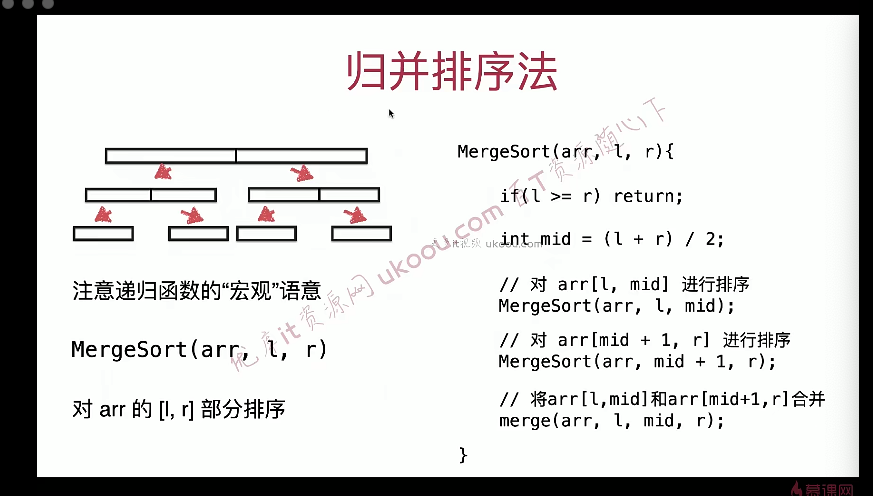 归并排序法
注意递归函数的“宏观”语意
MergeSort(arr, l, r)
对 arr 的 [l, r] 部分排序
MergeSort(arr, l, r){
if(l >= r) return;
int mid = (l + r) / 2;
// 对 arr[l, mid] 进行排序
MergeSort(arr, l, mid);
// 对 arr[mid + 1, r] 进行排序
MergeSort(arr, mid + 1, r);
// 将arr[l,mid]和arr[mid+1,r]合并
merge(arr, l, mid, r);
}
it资源网 ukoou.com 百T资源随心下
ukoou.com
慕课网